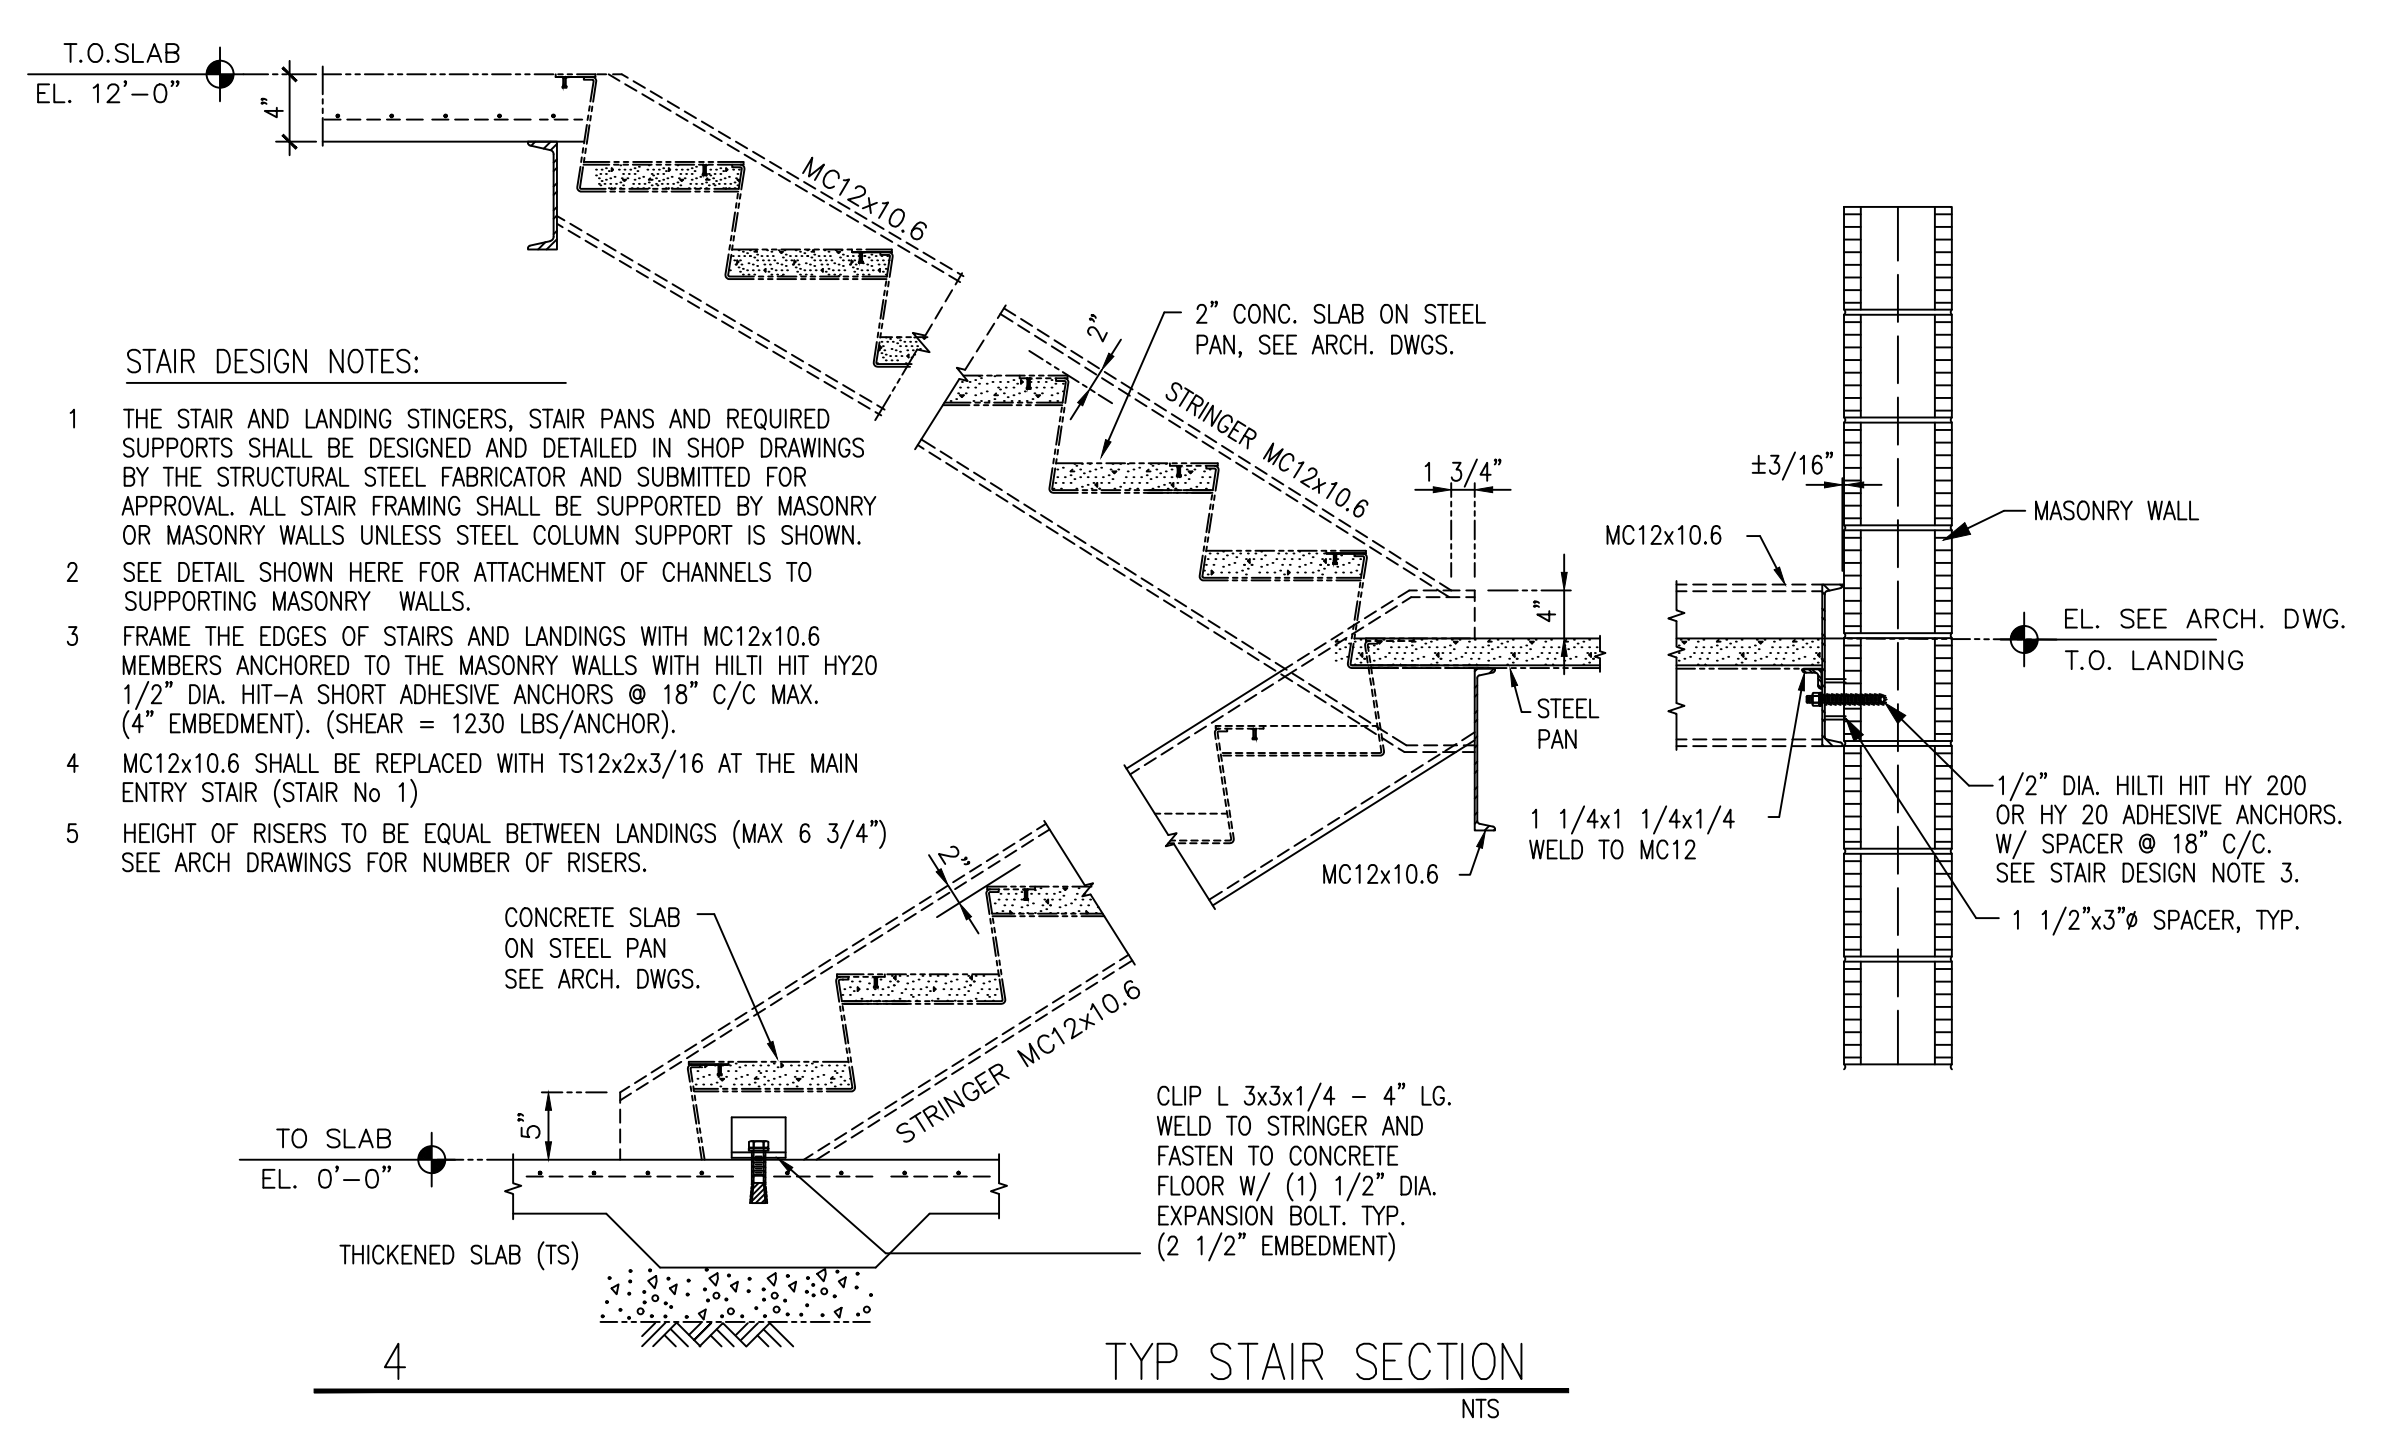 T.O.SLAB
EL. 12'-0"
4"
MC12x10.6
2"
2" CONC. SLAB ON STEEL
PAN, SEE ARCH. DWGS.
STRINGER MC12x10.6
STAIR DESIGN NOTES:
1 THE STAIR AND LANDING STINGERS, STAIR PANS AND REQUIRED
SUPPORTS SHALL BE DESIGNED AND DETAILED IN SHOP DRAWINGS
BY THE STRUCTURAL STEEL FABRICATOR AND SUBMITTED FOR
APPROVAL. ALL STAIR FRAMING SHALL BE SUPPORTED BY MASONRY
OR MASONRY WALLS UNLESS STEEL COLUMN SUPPORT IS SHOWN.
2 SEE DETAIL SHOWN HERE FOR ATTACHMENT OF CHANNELS TO
SUPPORTING MASONRY WALLS.
3 FRAME THE EDGES OF STAIRS AND LANDINGS WITH MC12x10.6
MEMBERS ANCHORED TO THE MASONRY WALLS WITH HILTI HIT HY20
1/2" DIA. HIT-A SHORT ADHESIVE ANCHORS @ 18" C/C MAX.
(4" EMBEDMENT). (SHEAR = 1230 LBS/ANCHOR).
4 MC12x10.6 SHALL BE REPLACED WITH TS12x2x3/16 AT THE MAIN
ENTRY STAIR (STAIR No 1)
5 HEIGHT OF RISERS TO BE EQUAL BETWEEN LANDINGS (MAX 6 3/4")
SEE ARCH DRAWINGS FOR NUMBER OF RISERS.
1 3/4"
4"
±3/16"
MASONRY WALL
MC12x10.6
EL. SEE ARCH. DWG.
T.O. LANDING
STEEL
PAN
1 1/4x1 1/4x1/4
WELD TO MC12
MC12x10.6
1/2" DIA. HILTI HIT HY 200
OR HY 20 ADHESIVE ANCHORS.
W/ SPACER @ 18" C/C.
SEE STAIR DESIGN NOTE 3.
1 1/2"x3"ø SPACER, TYP.
2"
CONCRETE SLAB
ON STEEL PAN
SEE ARCH. DWGS.
STRINGER MC12x10.6
5"
TO SLAB
EL. 0'-0"
CLIP L 3x3x1/4 - 4" LG.
WELD TO STRINGER AND
FASTEN TO CONCRETE
FLOOR W/ (1) 1/2" DIA.
EXPANSION BOLT. TYP.
(2 1/2" EMBEDMENT)
THICKENED SLAB (TS)
4 TYP STAIR SECTION
NTS